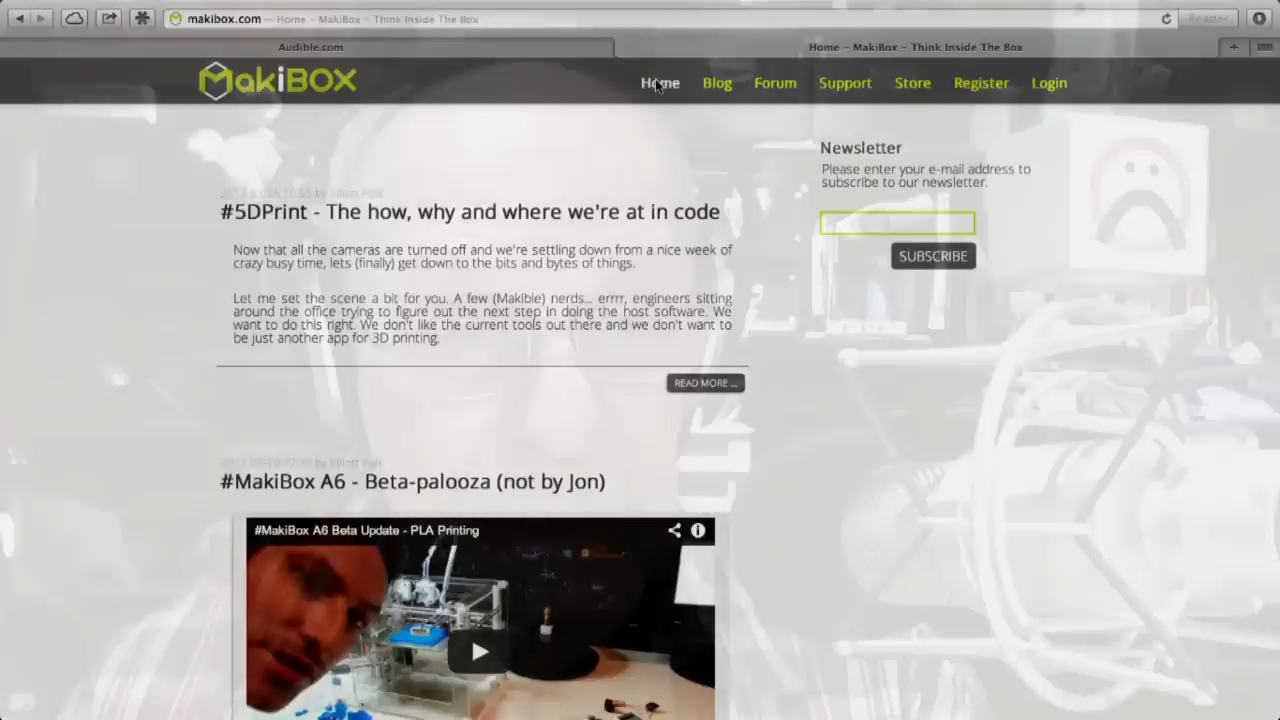 makibox.com — Home – MakiBox – Think Inside The Box
Reader
Audible.com
Home – MakiBox – Think Inside The Box
MakiBOX
Home
Blog
Forum
Support
Store
Register
Login
Newsletter
Please enter your e-mail address to
subscribe to our newsletter.
SUBSCRIBE
#5DPrint - The how, why and where we're at in code
Now that all the cameras are turned off and we're settling down from a nice week of
crazy busy time, lets (finally) get down to the bits and bytes of things.
Let me set the scene a bit for you. A few (Makible) nerds... errrr, engineers sitting
around the office trying to figure out the next step in doing the host software. We
want to do this right. We don't like the current tools out there and we don't want to
be just another app for 3D printing.
READ MORE ...
#MakiBox A6 - Beta-palooza (not by Jon)
#MakiBox A6 Beta Update - PLA Printing